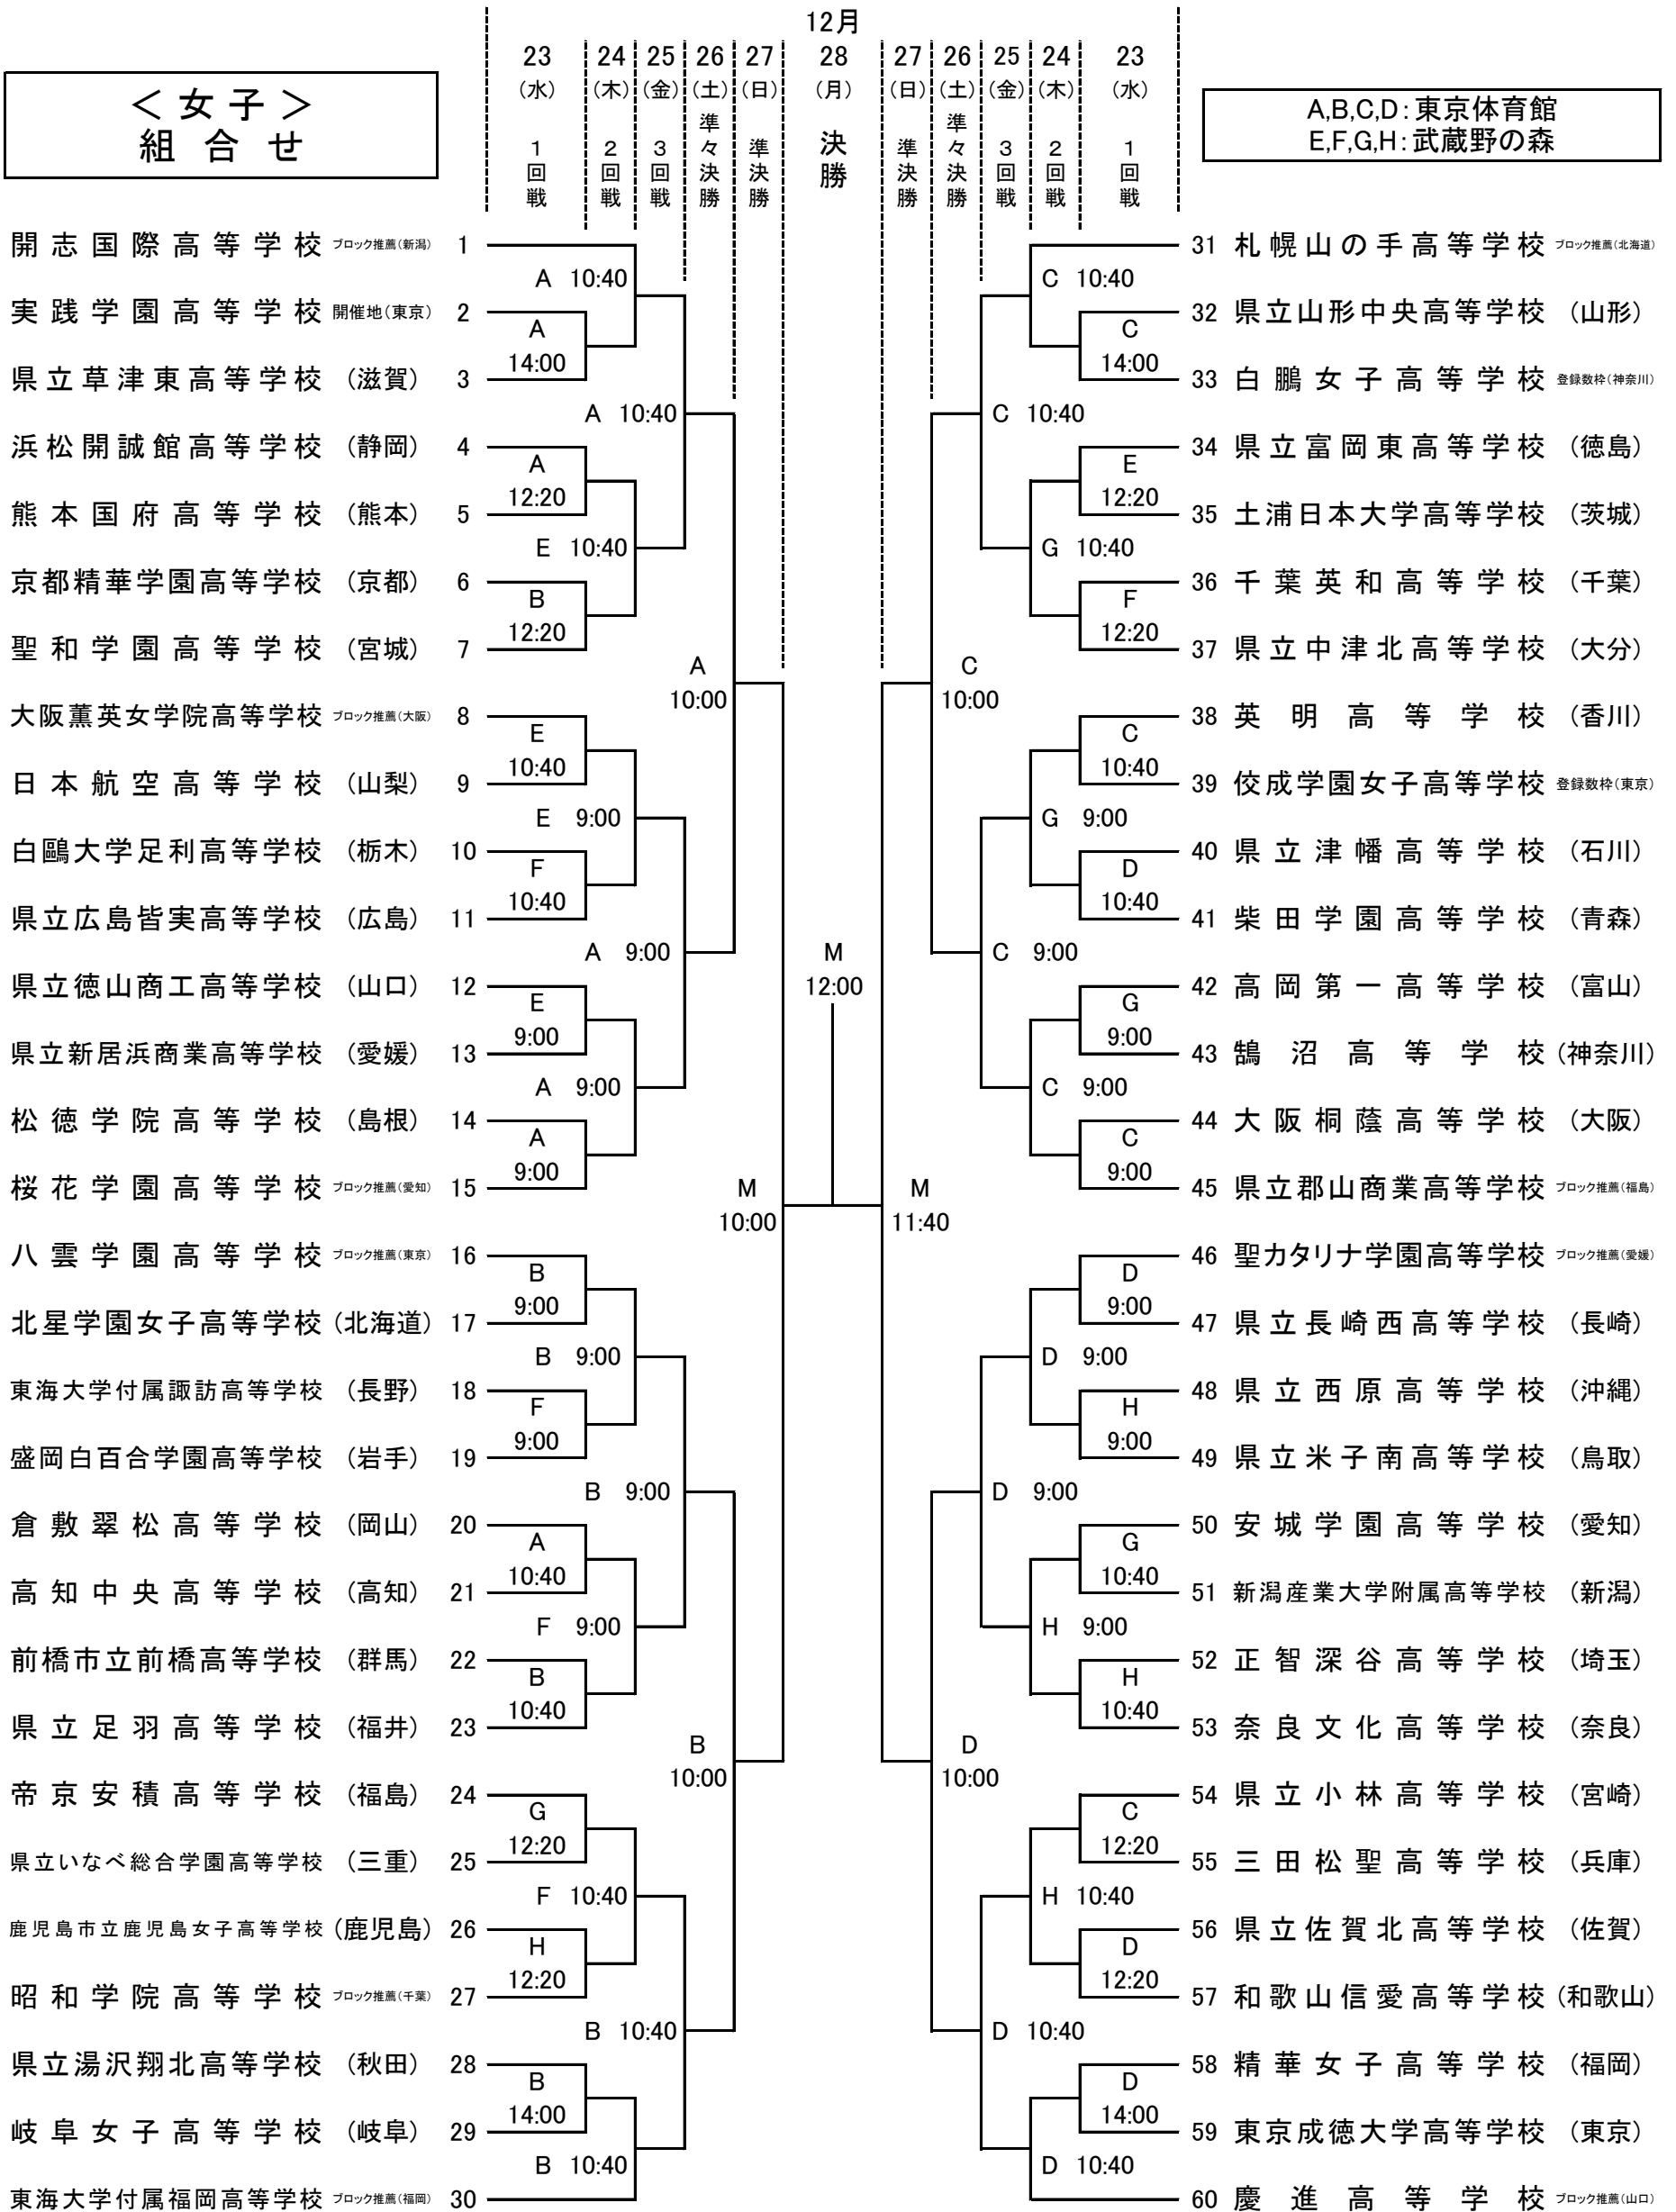 12月
23 24 25 26 27 28 27 26 25 24 23
（水）（木）（金）（土）（日）（月）（日）（土）（金）（木）（水）
1回戦 2回戦 3回戦 準々決勝 準決勝 決勝 準決勝 準々決勝 3回戦 2回戦 1回戦
＜女子＞
組合せ
A,B,C,D：東京体育館
E,F,G,H：武蔵野の森
開志国際高等学校 ブロック推薦（新潟） 1
A 10:40
実践学園高等学校 開催地（東京） 2
A
14:00
県立草津東高等学校 （滋賀） 3
A 10:40
浜松開誠館高等学校 （静岡） 4
A
12:20
熊本国府高等学校 （熊本） 5
E 10:40
京都精華学園高等学校 （京都） 6
B
12:20
聖和学園高等学校 （宮城） 7
A
10:00
大阪薫英女学院高等学校 ブロック推薦（大阪） 8
E
10:40
日本航空高等学校 （山梨） 9
E 9:00
白鷗大学足利高等学校 （栃木） 10
F
10:40
県立広島皆実高等学校 （広島） 11
A 9:00
県立徳山商工高等学校 （山口） 12
E
9:00
県立新居浜商業高等学校 （愛媛） 13
A 9:00
松徳学院高等学校 （島根） 14
A
9:00
桜花学園高等学校 ブロック推薦（愛知） 15
M
10:00
八雲学園高等学校 ブロック推薦（東京） 16
B
9:00
北星学園女子高等学校 （北海道） 17
B 9:00
東海大学付属諏訪高等学校 （長野） 18
F
9:00
盛岡白百合学園高等学校 （岩手） 19
B 9:00
倉敷翠松高等学校 （岡山） 20
A
10:40
高知中央高等学校 （高知） 21
F 9:00
前橋市立前橋高等学校 （群馬） 22
B
10:40
県立足羽高等学校 （福井） 23
B
10:00
帝京安積高等学校 （福島） 24
G
12:20
県立いなべ総合学園高等学校 （三重） 25
F 10:40
鹿児島市立鹿児島女子高等学校 （鹿児島） 26
H
12:20
昭和学院高等学校 ブロック推薦（千葉） 27
B 10:40
県立湯沢翔北高等学校 （秋田） 28
B
14:00
岐阜女子高等学校 （岐阜） 29
B 10:40
東海大学付属福岡高等学校 ブロック推薦（福岡） 30
M
12:00
31 札幌山の手高等学校 ブロック推薦（北海道）
C 10:40
32 県立山形中央高等学校 （山形）
C
14:00
33 白鵬女子高等学校 登録数枠（神奈川）
C 10:40
34 県立富岡東高等学校 （徳島）
E
12:20
35 土浦日本大学高等学校 （茨城）
G 10:40
36 千葉英和高等学校 （千葉）
F
12:20
37 県立中津北高等学校 （大分）
C
10:00
38 英明高等学校 （香川）
C
10:40
39 佼成学園女子高等学校 登録数枠（東京）
G 9:00
40 県立津幡高等学校 （石川）
D
10:40
41 柴田学園高等学校 （青森）
C 9:00
42 高岡第一高等学校 （富山）
G
9:00
43 鵠沼高等学校 （神奈川）
C 9:00
44 大阪桐蔭高等学校 （大阪）
C
9:00
45 県立郡山商業高等学校 ブロック推薦（福島）
M
11:40
46 聖カタリナ学園高等学校 ブロック推薦（愛媛）
D
9:00
47 県立長崎西高等学校 （長崎）
D 9:00
48 県立西原高等学校 （沖縄）
H
9:00
49 県立米子南高等学校 （鳥取）
D 9:00
50 安城学園高等学校 （愛知）
G
10:40
51 新潟産業大学附属高等学校 （新潟）
H 9:00
52 正智深谷高等学校 （埼玉）
H
10:40
53 奈良文化高等学校 （奈良）
D
10:00
54 県立小林高等学校 （宮崎）
C
12:20
55 三田松聖高等学校 （兵庫）
H 10:40
56 県立佐賀北高等学校 （佐賀）
D
12:20
57 和歌山信愛高等学校 （和歌山）
D 10:40
58 精華女子高等学校 （福岡）
D
14:00
59 東京成徳大学高等学校 （東京）
D 10:40
60 慶進高等学校 ブロック推薦（山口）